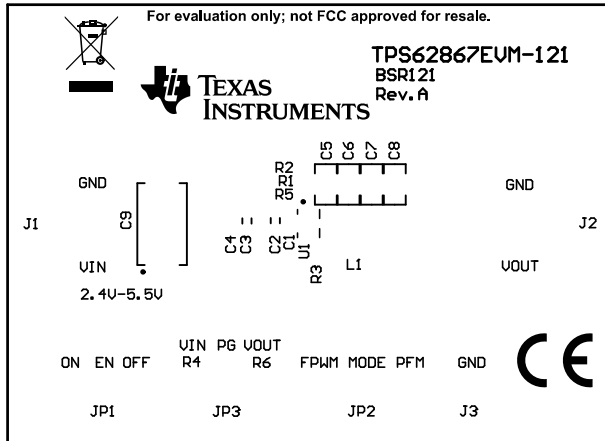 For evaluation only; not FCC approved for resale.
TPS62867EVM-121
BSR121
Rev.A
TEXAS
INSTRUMENTS
C5 C6 C7 C8
R2
R1
R5
GND
GND
J1
C9
C4 C3 C2 C1 U1
J2
R3
L1
VIN
VOUT
2.4V-5.5V
VIN PG VOUT
R4 R6
ON EN OFF
FPWM MODE PFM
GND
CE
JP1
JP3
JP2
J3